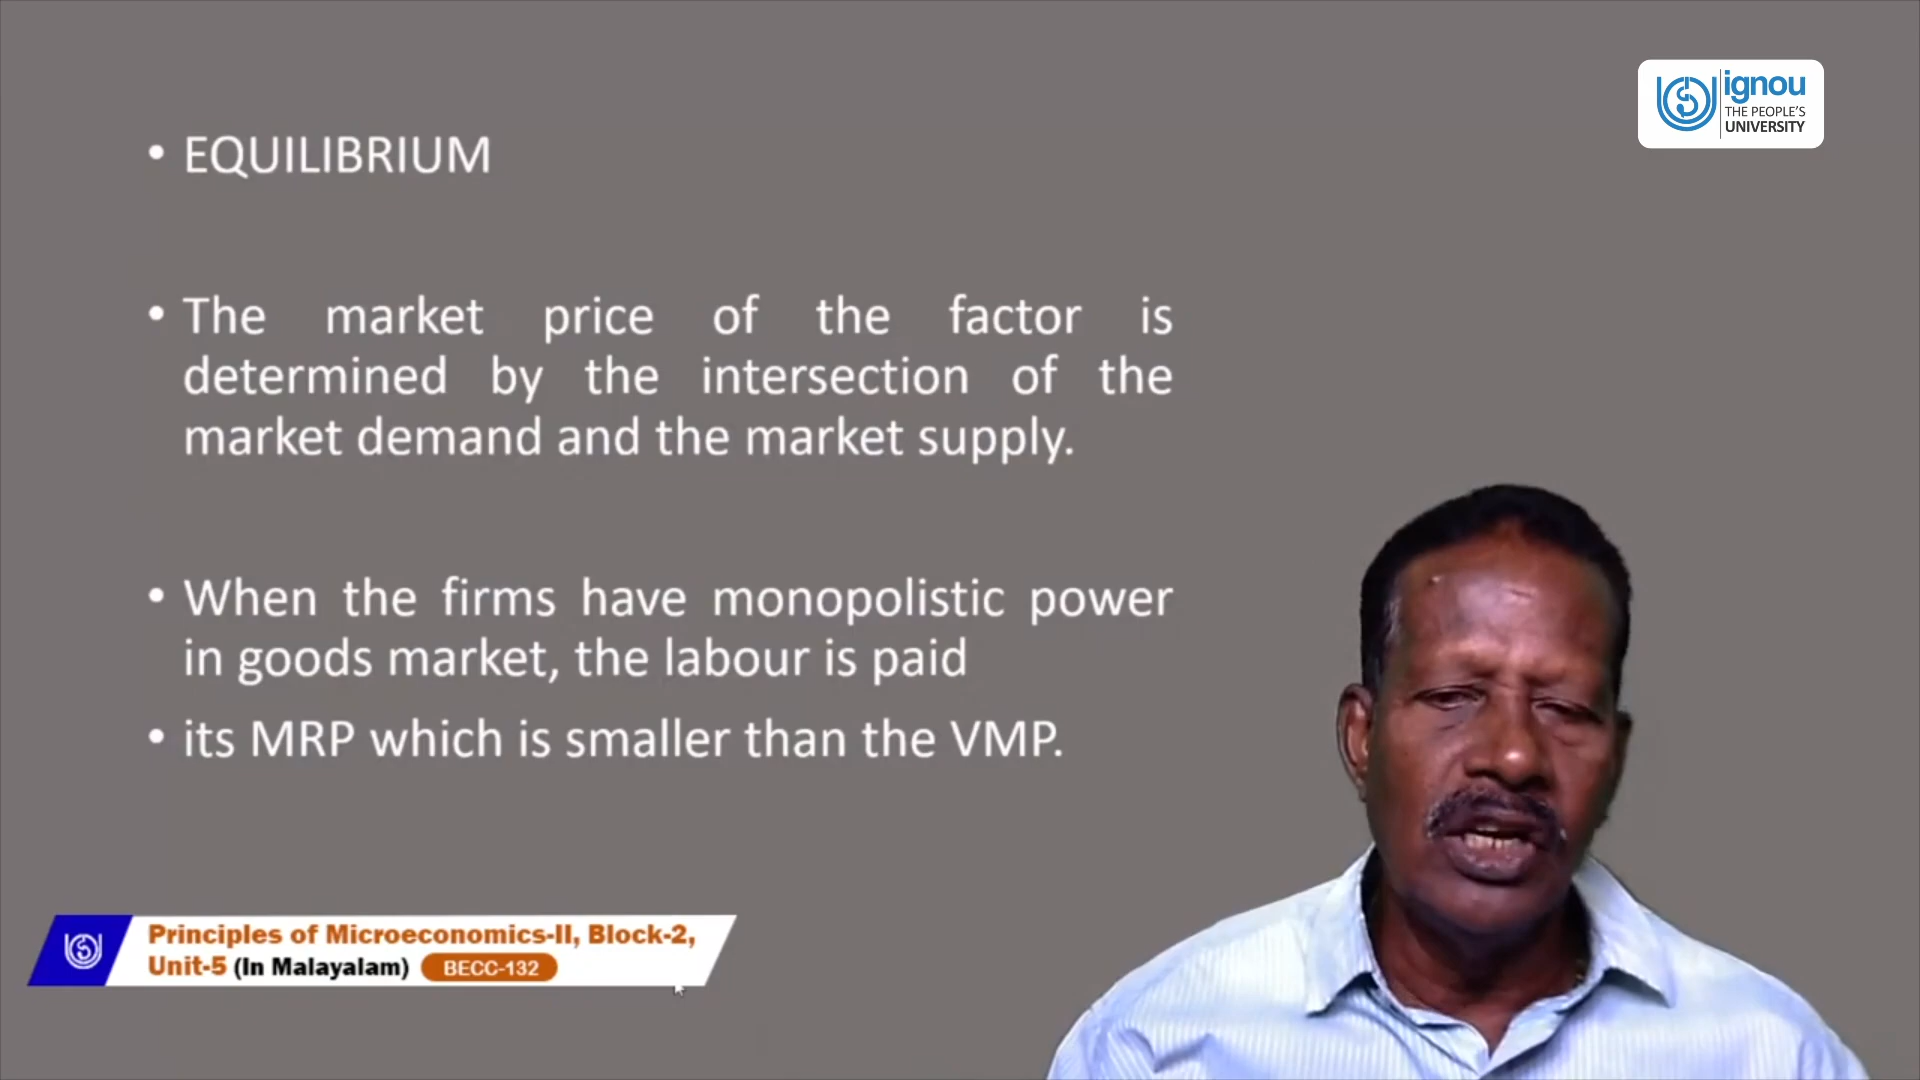 ignou
THE PEOPLE'S
UNIVERSITY
• EQUILIBRIUM
• The market price of the factor is
determined by the intersection of the
market demand and the market supply.
• When the firms have monopolistic power
in goods market, the labour is paid
• its MRP which is smaller than the VMP.
Principles of Microeconomics-II, Block-2,
Unit-5 (In Malayalam) BECC-132